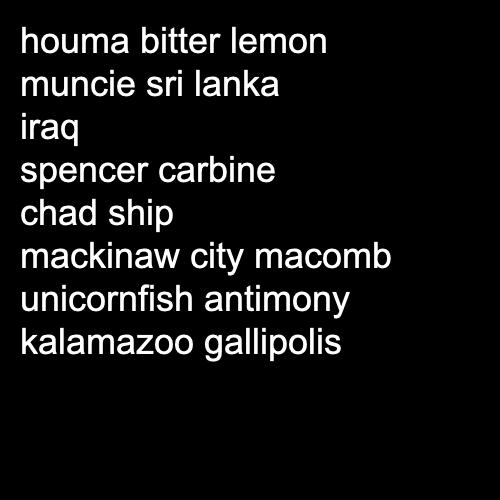 houma bitter lemon
muncie sri lanka
iraq
spencer carbine
chad ship
mackinaw city macomb
unicornfish antimony
kalamazoo gallipolis